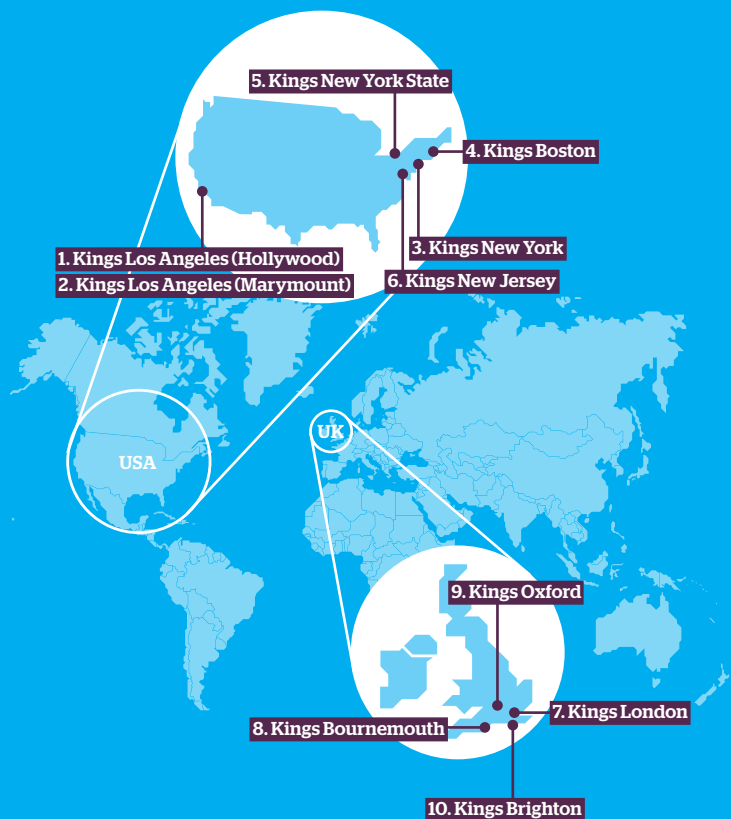 5. Kings New York State
4. Kings Boston
3. Kings New York
1. Kings Los Angeles (Hollywood)
2. Kings Los Angeles (Marymount)
6. Kings New Jersey
UK
USA
9. Kings Oxford
7. Kings London
8. Kings Bournemouth
10. Kings Brighton